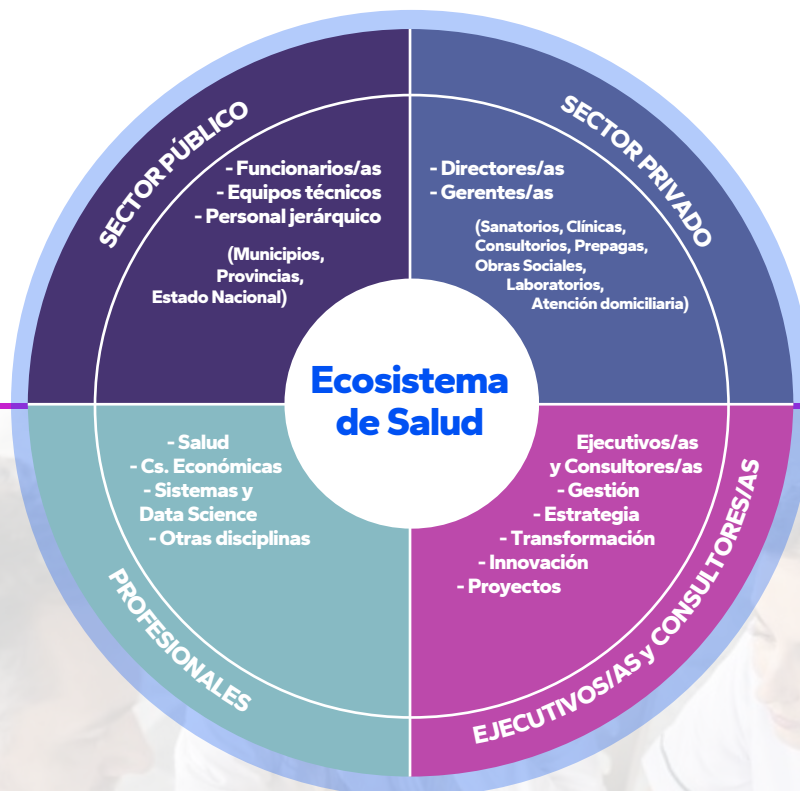 SECTOR PÚBLICO
- Funcionarios/as
- Equipos técnicos
- Personal jerárquico
(Municipios,
Provincias,
Estado Nacional)
SECTOR PRIVADO
- Directores/as
- Gerentes/as
(Sanatorios, Clínicas,
Consultorios, Prepagas,
Obras Sociales,
Laboratorios,
Atención domiciliaria)
Ecosistema
de Salud
- Salud
- Cs. Económicas
- Sistemas y
Data Science
- Otras disciplinas
PROFESIONALES
Ejecutivos/as
y Consultores/as
- Gestión
- Estrategia
- Transformación
- Innovación
- Proyectos
EJECUTIVOS/AS y CONSULTORES/AS